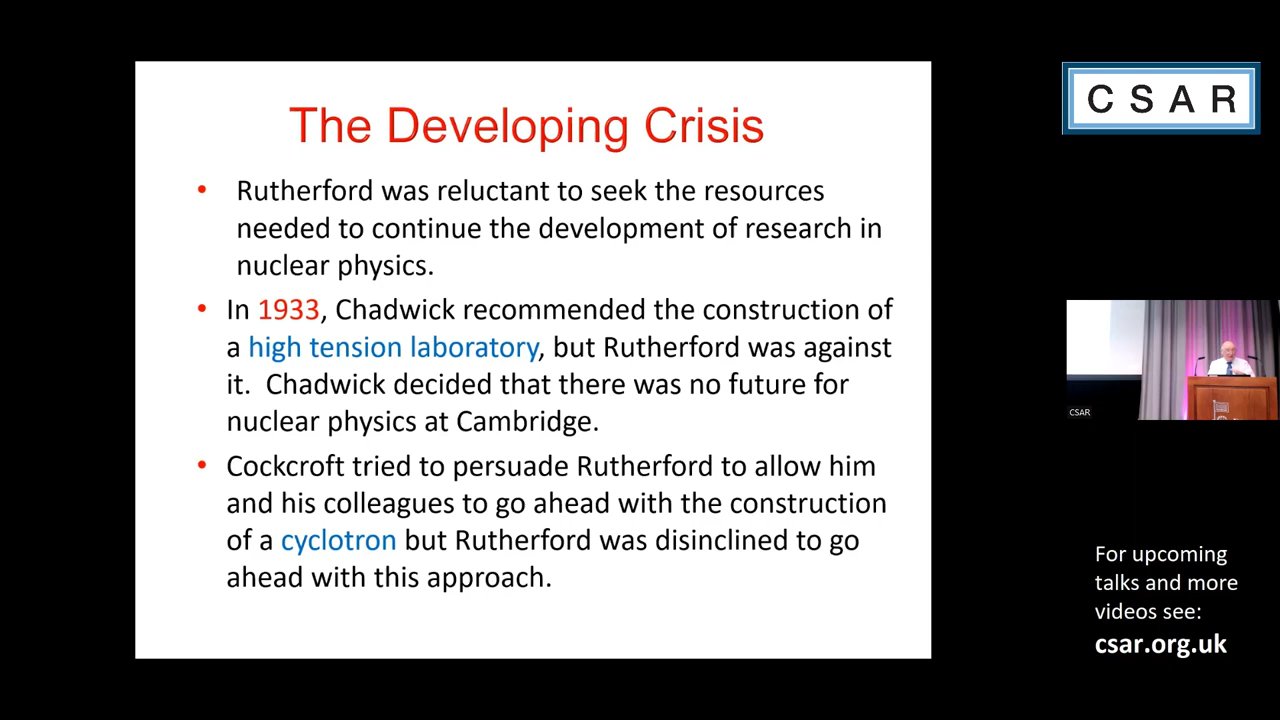 The Developing Crisis
• Rutherford was reluctant to seek the resources
needed to continue the development of research in
nuclear physics.
• In 1933, Chadwick recommended the construction of
a high tension laboratory, but Rutherford was against
it.  Chadwick decided that there was no future for
nuclear physics at Cambridge.
• Cockcroft tried to persuade Rutherford to allow him
and his colleagues to go ahead with the construction
of a cyclotron but Rutherford was disinclined to go
ahead with this approach.
CSAR
CSAR
For upcoming
talks and more
videos see:
csar.org.uk